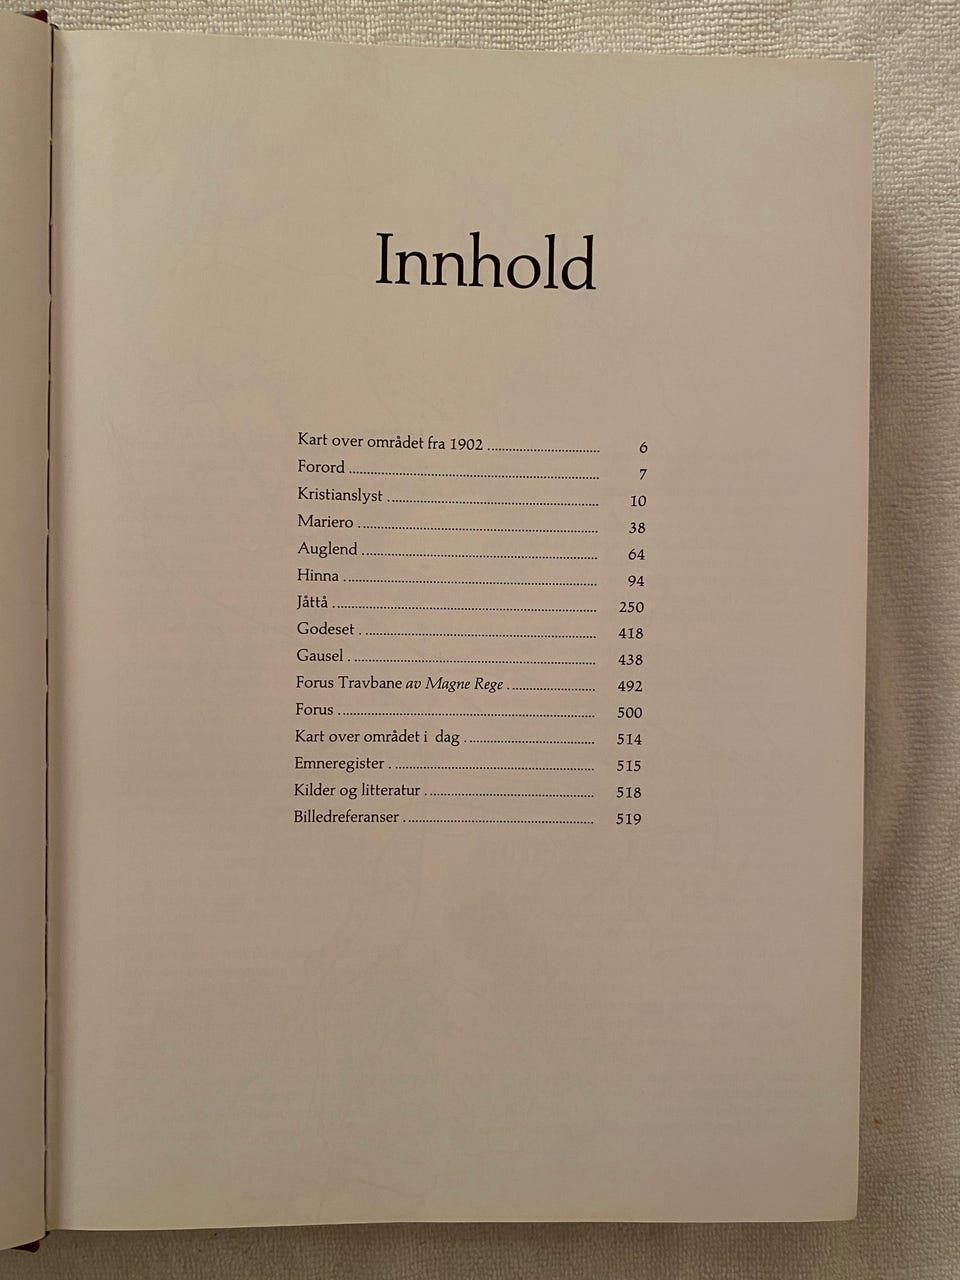 Innhold
Kart over området fra 1902 ............................... 6
Forord ..................................................................... 7
Kristianslyst .......................................................... 10
Mariero .................................................................. 38
Auglend ................................................................. 64
Hinna ...................................................................... 94
Jåttå ......................................................................... 250
Godeset .................................................................. 418
Gausel ..................................................................... 438
Forus Travbane av Magne Rege ....................... 492
Forus ....................................................................... 500
Kart over området i dag .................................... 514
Emneregister ......................................................... 515
Kilder og litteratur ............................................... 518
Billedreferanser ..................................................... 519